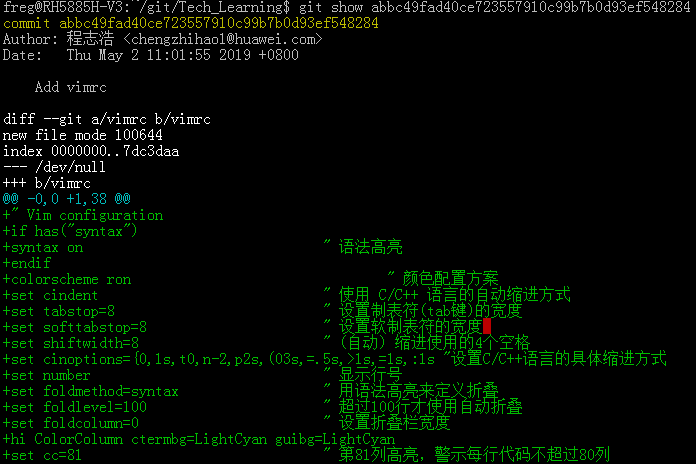 freg@RH5885H-V3:~/git/Tech_Learning$ git show abbc49fad40ce723557910c99b7b0d93ef548284
commit abbc49fad40ce723557910c99b7b0d93ef548284
Author: 程志浩 <chengzhihao1@huawei.com>
Date:   Thu May 2 11:01:55 2019 +0800
    Add vimrc
diff --git a/vimrc b/vimrc
new file mode 100644
index 0000000..7dc3daa
--- /dev/null
+++ b/vimrc
@@ -0,0 +1,38 @@
+" Vim configuration
+if has("syntax")
+syntax on                              " 语法高亮
+endif
+colorscheme ron                                " 颜色配置方案
+set cindent                            " 使用 C/C++ 语言的自动缩进方式
+set tabstop=8                          " 设置制表符(tab键)的宽度
+set softtabstop=8                      " 设置软制表符的宽度
+set shiftwidth=8                       " (自动) 缩进使用的4个空格
+set cinoptions={0,1s,t0,n-2,p2s,(03s,=.5s,>1s,=1s,:1s "设置C/C++语言的具体缩进方式
+set number                             " 显示行号
+set foldmethod=syntax                  " 用语法高亮来定义折叠
+set foldlevel=100                      " 超过100行才使用自动折叠
+set foldcolumn=0                       " 设置折叠栏宽度
+hi ColorColumn ctermbg=LightCyan guibg=LightCyan
+set cc=81                              " 第81列高亮，警示每行代码不超过80列